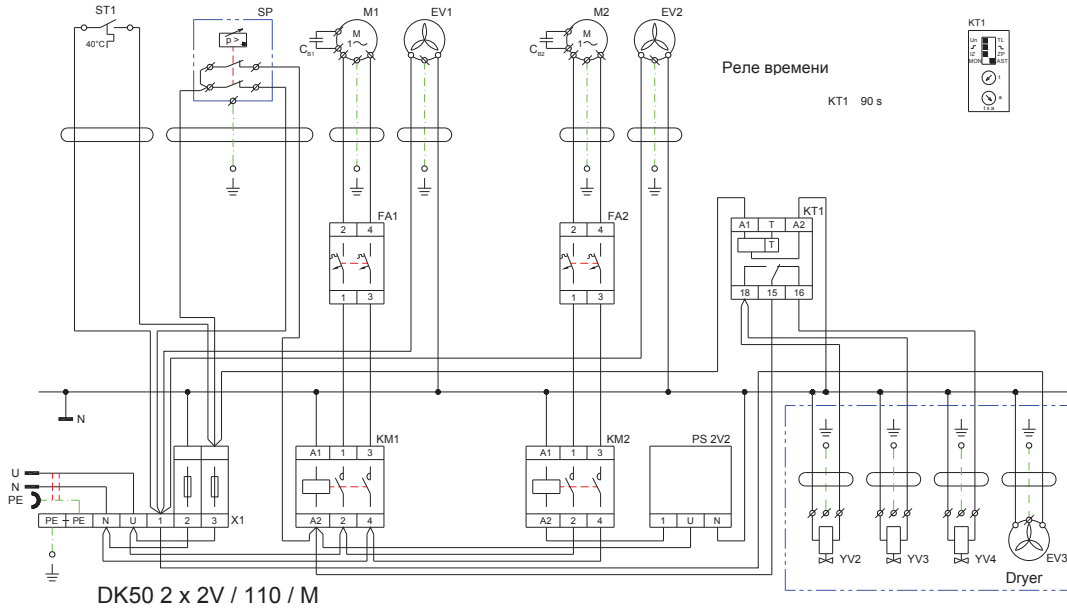 ST1
SP
M1
EV1
M2
EV2
KT1
40°C
p >
C B1
M
1
C B2
M
1
Un
TL
IZ
ZP
MON
AST
t
a
t x a
Реле времени
KT1 90 s
FA1
2 4
1 3
FA2
2 4
1 3
KT1
A1 T A2
T
18 15 16
N
KM1
A1 1 3
A2 2 4
KM2
A1 1 3
A2 2 4
PS 2V2
1 U N
U
N
PE
PE PE N U 1 2 3 X1
YV2
YV3
YV4
EV3
Dryer
DK50 2 x 2V / 110 / M